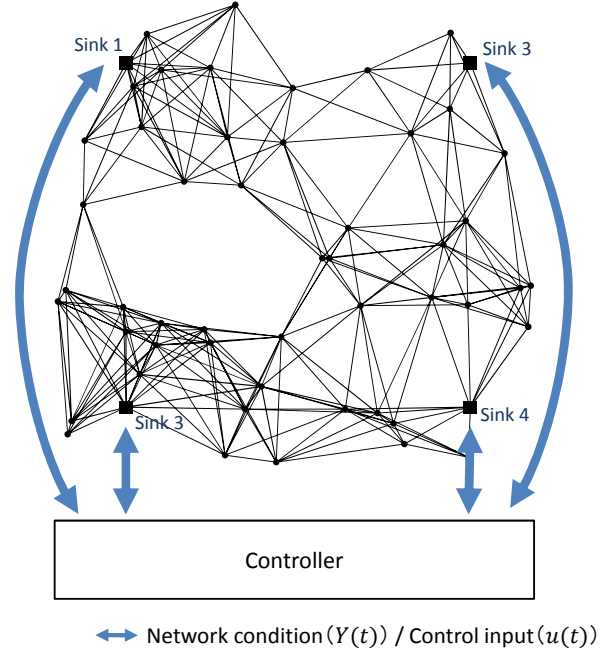 Sink 1
Sink 3
Sink 3
Sink 4
Controller
Network condition(Y(t)) / Control input(u(t))